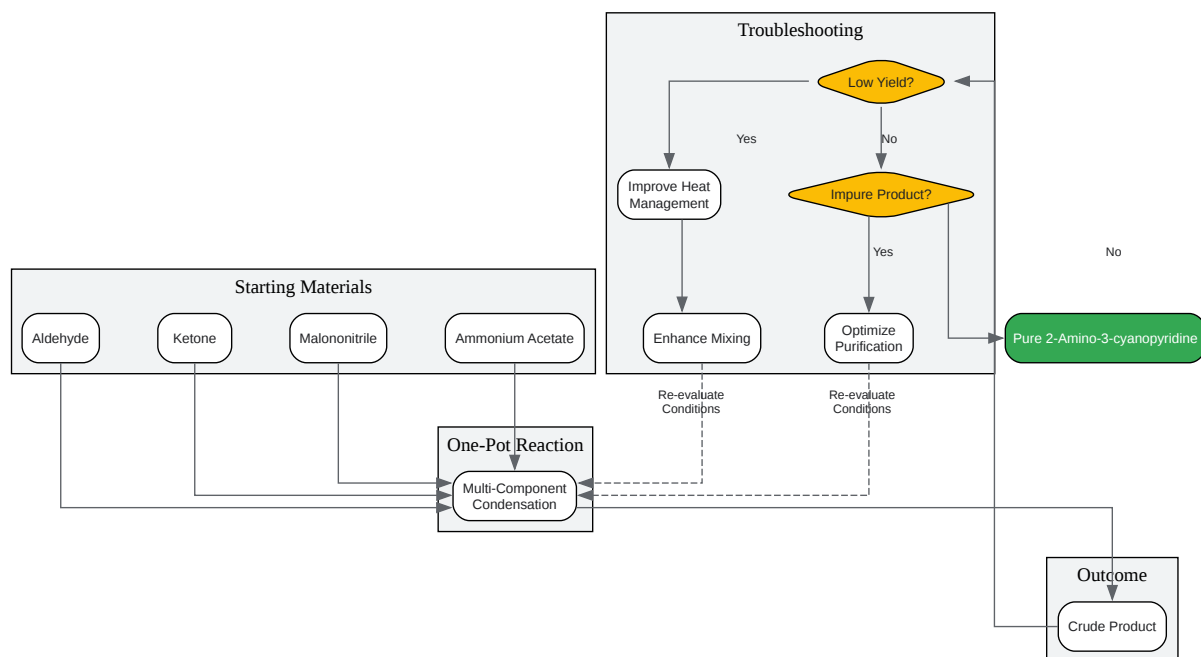 Troubleshooting
Low Yield?
Yes
No
Improve Heat
Management
Impure Product?
Yes
No
Starting Materials
Aldehyde
Ketone
Malononitrile
Ammonium Acetate
Enhance Mixing
Optimize
Purification
Pure 2-Amino-3-cyanopyridine
Re-evaluate
Conditions
Re-evaluate
Conditions
One-Pot Reaction
Multi-Component
Condensation
Outcome
Crude Product